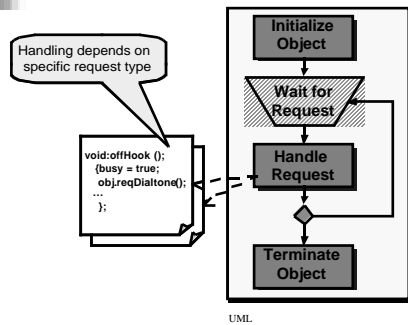 Handling depends on
specific request type
void:offHook ();
{busy = true;
obj.reqDialtone();
…
};
Initialize
Object
Wait for
Request
Handle
Request
Terminate
Object
UML